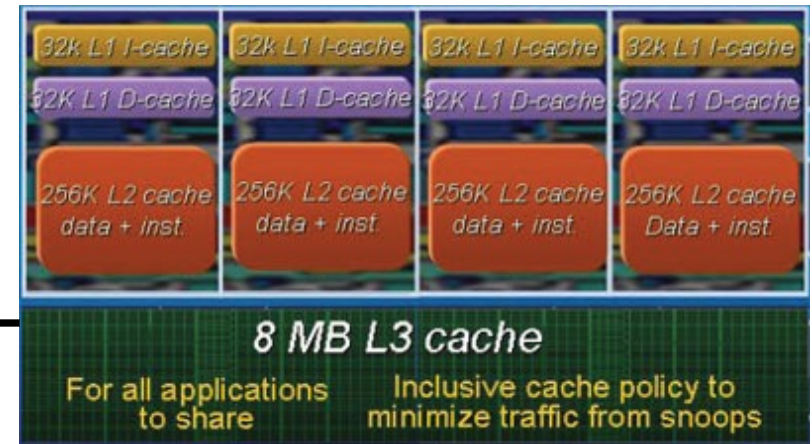 32k L1 I-cache
32K L1 D-cache
256K L2 cache
data + inst.
32k L1 I-cache
32K L1 D-cache
256K L2 cache
data + inst.
32k L1 I-cache
32K L1 D-cache
256K L2 cache
data + inst.
32k L1 I-cache
32K L1 D-cache
256K L2 cache
Data + inst.
8 MB L3 cache
For all applications
to share
Inclusive cache policy to
minimize traffic from snoops